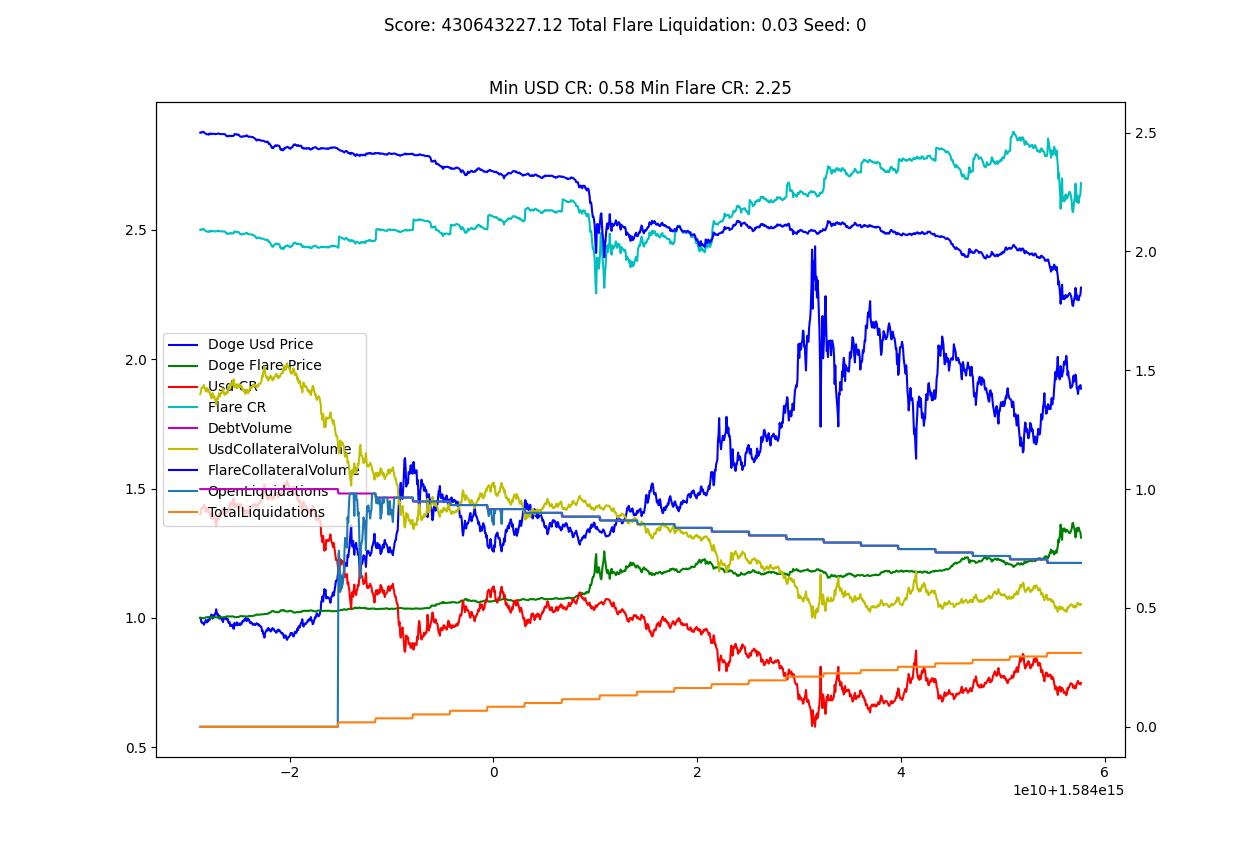 Score: 430643227.12 Total Flare Liquidation: 0.03 Seed: 0
Min USD CR: 0.58 Min Flare CR: 2.25
2.5
2.0
1.5
1.0
0.5
2.5
2.0
1.5
1.0
0.5
0.0
Doge Usd Price
Doge Flare Price
Usd CR
Flare CR
DebtVolume
UsdCollateralVolume
FlareCollateralVolume
OpenLiquidations
TotalLiquidations
−2 0 2 4 6
1e10+1.584e15